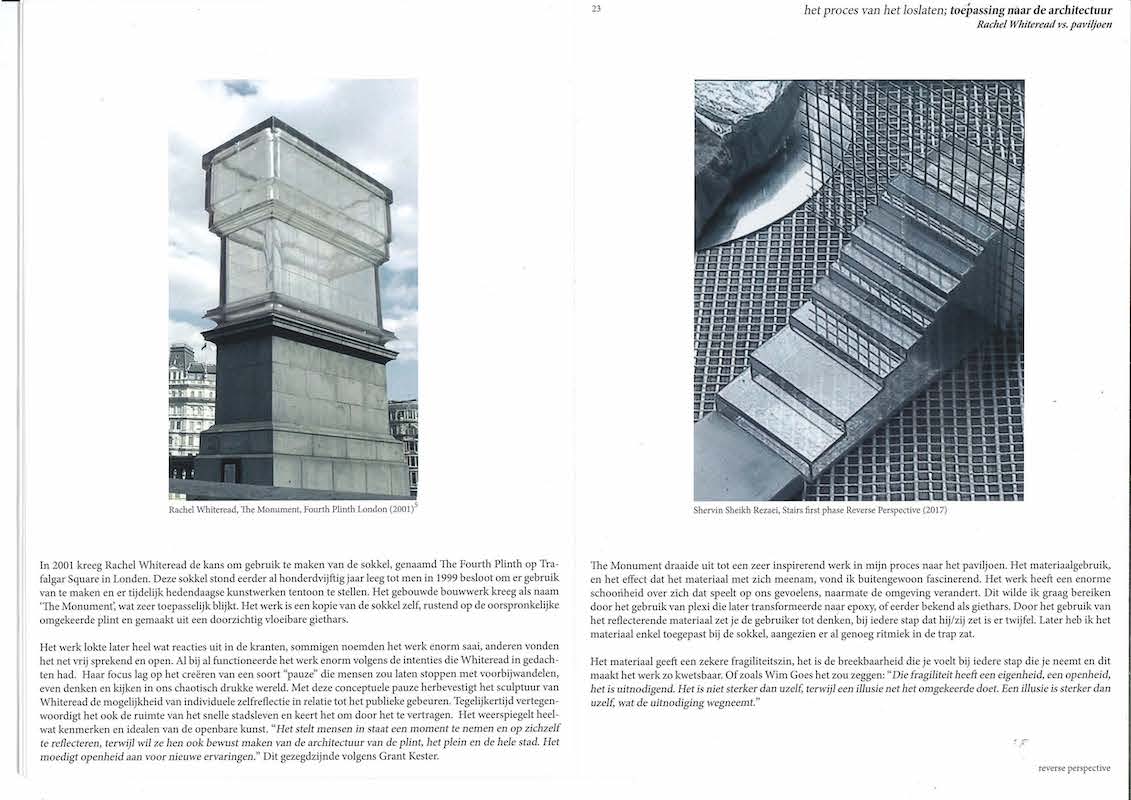 23
het proces van het loslaten; toepassing naar de architectuur
Rachel Whiteread vs. paviljoen
Rachel Whiteread, The Monument, Fourth Plinth London (2001)5
In 2001 kreeg Rachel Whiteread de kans om gebruik te maken van de sokkel, genaamd The Fourth Plinth op Tra-
falgar Square in Londen. Deze sokkel stond eerder al honderdvijftig jaar leeg tot men in 1999 besloot om er gebruik
van te maken en er tijdelijk hedendaagse kunstwerken tentoon te stellen. Het gebouwde bouwwerk kreeg als naam
'The Monument', wat zeer toepasselijk blijkt. Het werk is een kopie van de sokkel zelf, rustend op de oorspronkelijke
omgekeerde plint en gemaakt uit een doorzichtig vloeibare giethars.
Het werk lokte later heel wat reacties uit in de kranten, sommigen noemden het werk enorm saai, anderen vonden
het net vrij sprekend en open. Al bij al functioneerde het werk enorm volgens de intenties die Whiteread in gedach-
ten had. Haar focus lag op het creëren van een soort "pauze" die mensen zou laten stoppen met voorbijwandelen,
even denken en kijken in ons chaotisch drukke wereld. Met deze conceptuele pauze herbevestigt het sculptuur van
Whiteread de mogelijkheid van individuele zelfreflectie in relatie tot het publieke gebeuren. Tegelijkertijd vertegen-
woordigt het ook de ruimte van het snelle stadsleven en keert het om door het te vertragen. Het weerspiegelt heel-
wat kenmerken en idealen van de openbare kunst. "Het stelt mensen in staat een moment te nemen en op zichzelf
te reflecteren, terwijl wil ze hen ook bewust maken van de architectuur van de plint, het plein en de hele stad. Het
moedigt openheid aan voor nieuwe ervaringen." Dit gezegdzijnde volgens Grant Kester.
Shervin Sheikh Rezaei, Stairs first phase Reverse Perspective (2017)
The Monument draaide uit tot een zeer inspirerend werk in mijn proces naar het paviljoen. Het materiaalgebruik,
en het effect dat het materiaal met zich meenam, vond ik buitengewoon fascinerend. Het werk heeft een enorme
schoonheid over zich dat speelt op ons gevoelens, naarmate de omgeving verandert. Dit wilde ik graag bereiken
door het gebruik van plexi die later transformeerde naar epoxy, of eerder bekend als giethars. Door het gebruik van
het reflecterende materiaal zet je de gebruiker tot denken, bij iedere stap dat hij/zij zet is er twijfel. Later heb ik het
materiaal enkel toegepast bij de sokkel, aangezien er al genoeg ritmiek in de trap zat.
Het materiaal geeft een zekere fragiliteitszin, het is de breekbaarheid die je voelt bij iedere stap die je neemt en dit
maakt het werk zo kwetsbaar. Of zoals Wim Goes het zou zeggen: "Die fragiliteit heeft een eigenheid, een openheid,
het is uitnodigend. Het is niet sterker dan uzelf, terwijl een illusie net het omgekeerde doet. Een illusie is sterker dan
uzelf, wat de uitnodiging wegneemt."
reverse perspective